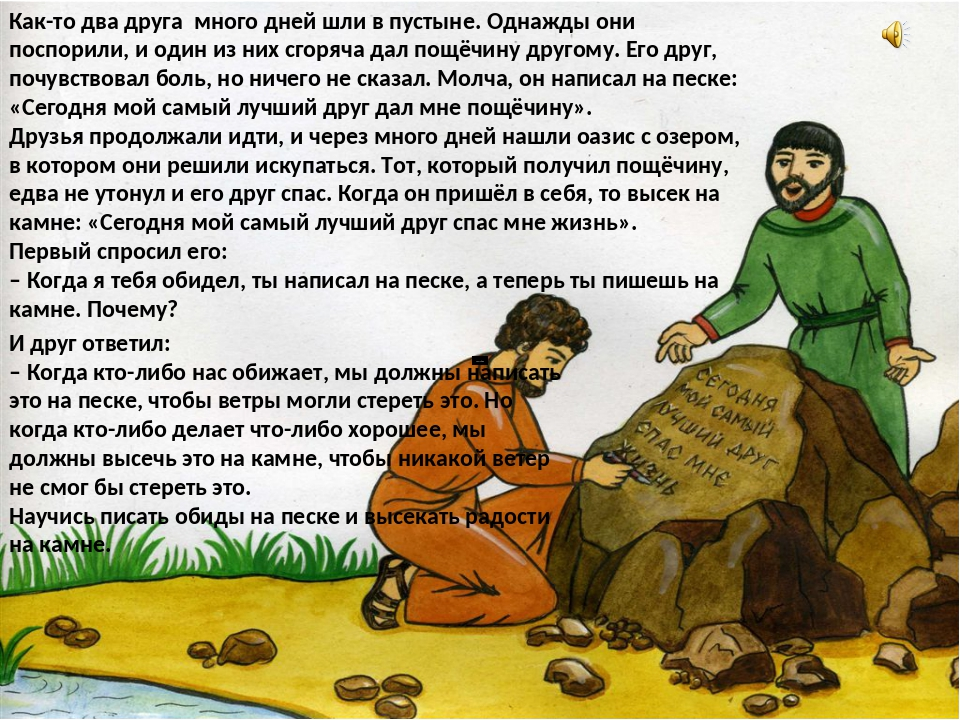 Как-то два друга  много дней шли в пустыне. Однажды они
поспорили, и один из них сгоряча дал пощёчину другому. Его друг,
почувствовал боль, но ничего не сказал. Молча, он написал на песке:
«Сегодня мой самый лучший друг дал мне пощёчину».
Друзья продолжали идти, и через много дней нашли оазис с озером,
в котором они решили искупаться. Тот, который получил пощёчину,
едва не утонул и его друг спас. Когда он пришёл в себя, то высек на
камне: «Сегодня мой самый лучший друг спас мне жизнь».
Первый спросил его:
– Когда я тебя обидел, ты написал на песке, а теперь ты пишешь на
камне. Почему?
И друг ответил:
– Когда кто-либо нас обижает, мы должны написать
это на песке, чтобы ветры могли стереть это. Но
когда кто-либо делает что-либо хорошее, мы
должны высечь это на камне, чтобы никакой ветер
не смог бы стереть это.
Научись писать обиды на песке и высекать радости
на камне.
СЕГОДНЯ
МОЙ САМЫЙ
ЛУЧШИЙ ДРУГ
СПАС МНЕ
ЖИЗНЬ